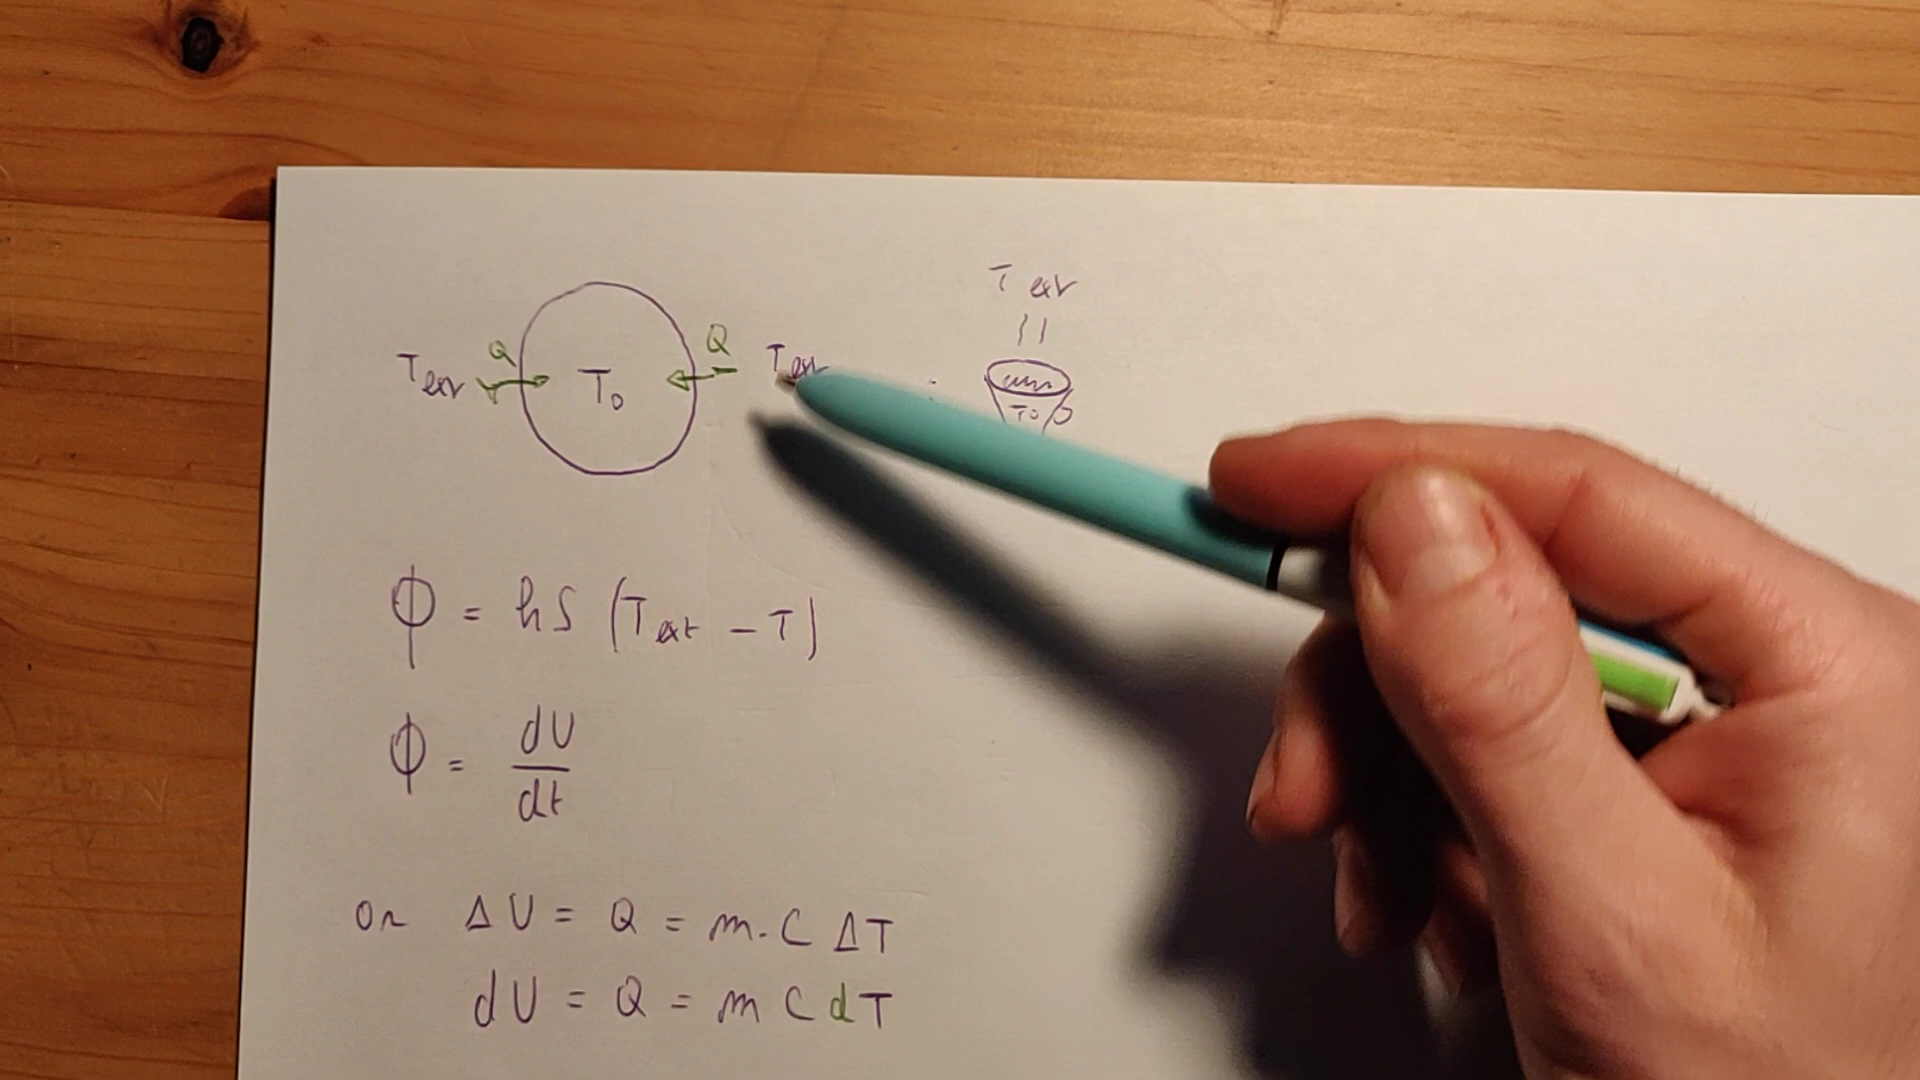 T ext
T ext Q T₀ Q T ext
T₀
ϕ = hS (T ext - T)
ϕ = dU/dt
or ΔU = Q = m. C ΔT
dU = Q = m C dT